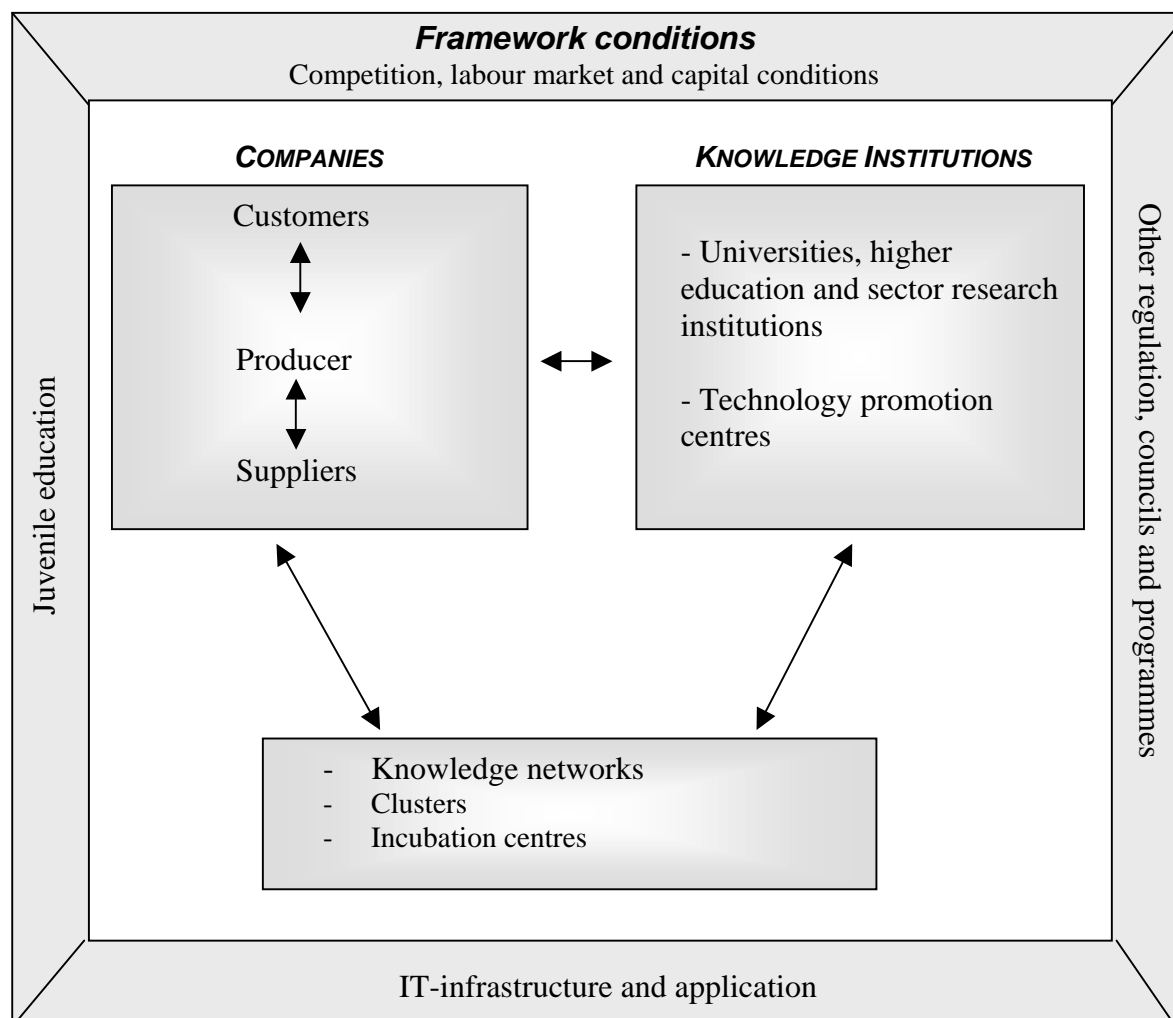 Framework conditions
Competition, labour market and capital conditions
COMPANIES
KNOWLEDGE INSTITUTIONS
Customers
Producer
Suppliers
- Universities, higher
education and sector research
institutions
- Technology promotion
centres
Juvenile education
Other regulation, councils and programmes
- Knowledge networks
- Clusters
- Incubation centres
IT-infrastructure and application